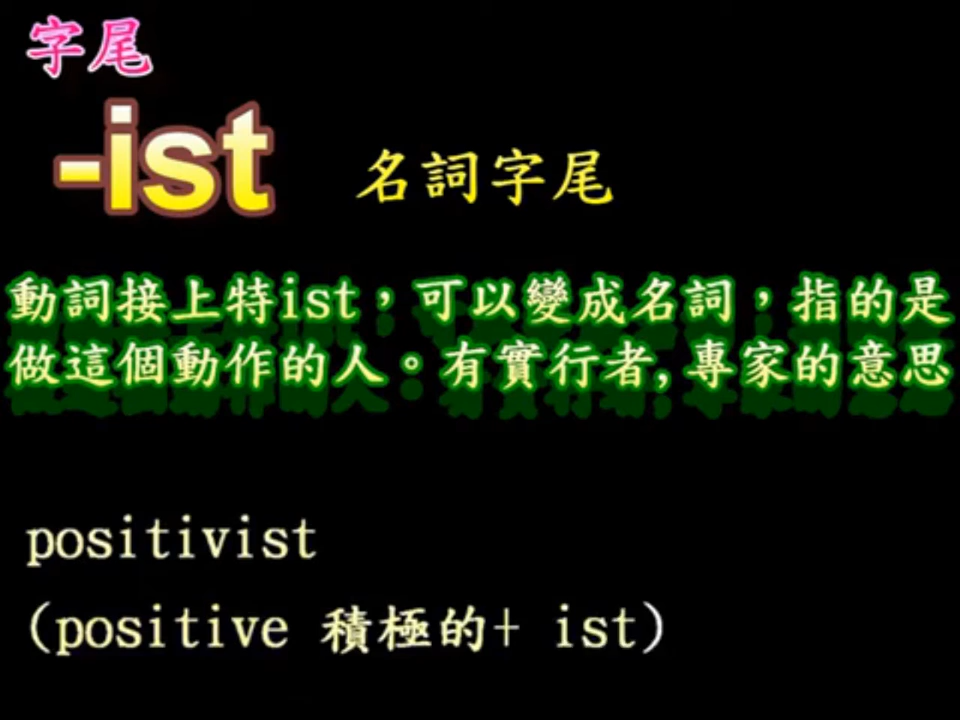 字尾
-ist 名詞字尾
動詞接上特ist，可以變成名詞，指的是
做這個動作的人。有實行者,專家的意思
positivist
(positive 積極的+ ist)